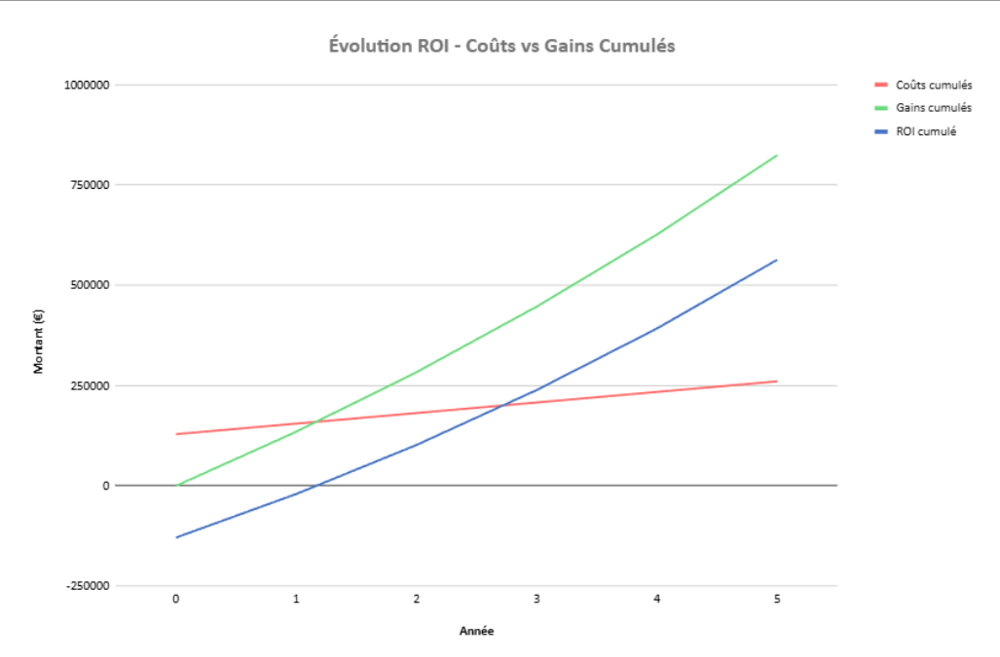 Évolution ROI - Coûts vs Gains Cumulés
1000000
750000
500000
250000
0
-250000
Montant (€)
0 1 2 3 4 5
Année
Coûts cumulés
Gains cumulés
ROI cumulé